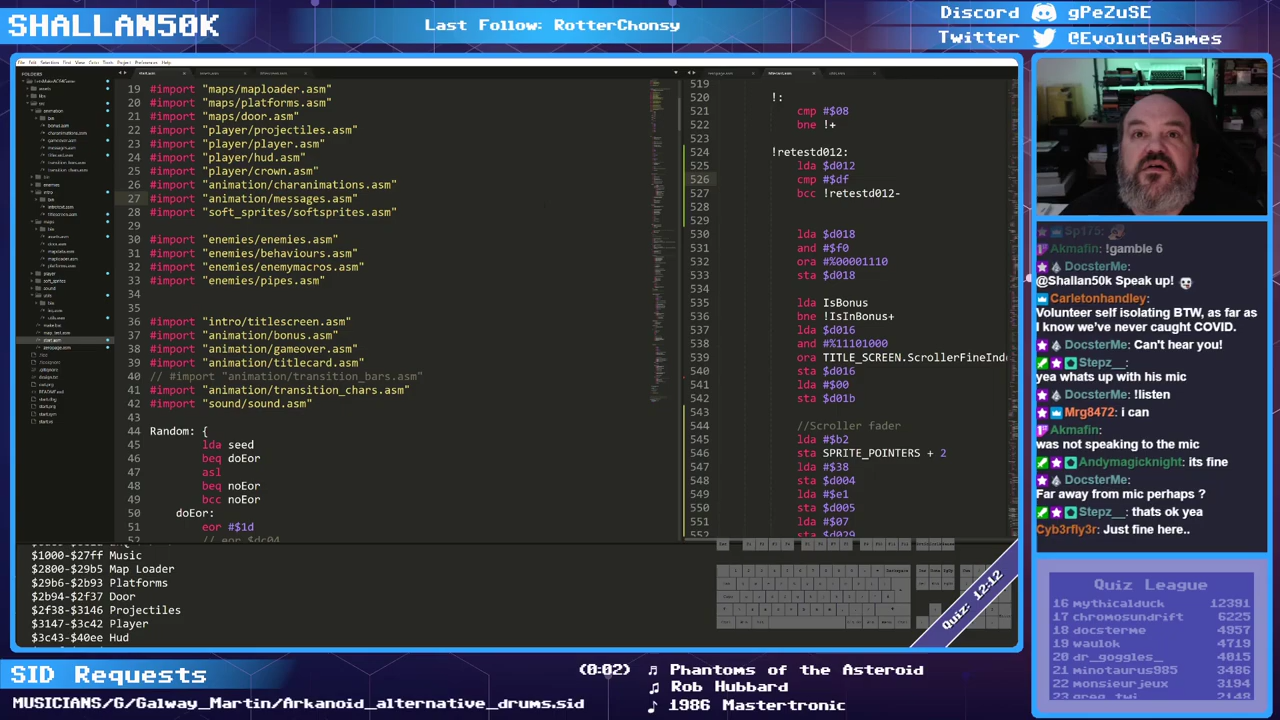 SHALLAN50K
Last Follow: RotterChonsy
Discord gPeZuSE
Twitter @EvoluteGames
FOLDERS
19 #import "maps/maploader.asm"
20 #import "maps/platforms.asm"
21 #import "maps/door.asm"
22 #import "player/projectiles.asm"
23 #import "player/player.asm"
24 #import "player/hud.asm"
25 #import "player/crown.asm"
26 #import "animation/charanimations.asm"
27 #import "animation/messages.asm"
28 #import "soft_sprites/softsprites.asm"
29
30 #import "enemies/enemies.asm"
31 #import "enemies/behaviours.asm"
32 #import "enemies/enemymacros.asm"
33 #import "enemies/pipes.asm"
34
35
36 #import "intro/titlescreen.asm"
37 #import "animation/bonus.asm"
38 #import "animation/gameover.asm"
39 #import "animation/titlecard.asm"
40 // #import "animation/transition_bars.asm"
41 #import "animation/transition_chars.asm"
42 #import "sound/sound.asm"
43
44 Random: {
45 lda seed
46 beq doEor
47 asl
48 beq noEor
49 bcc noEor
50 doEor:
51 eor #$1d
52 // eor $dc04
519
520 !:
521 cmp #$08
522 bne !+
523
524 !retestd012:
525 lda $d012
526 cmp #$df
527 bcc !retestd012-
528
529
530 lda $d018
531 and #$f0
532 ora #%00001110
533 sta $d018
534
535 lda IsBonus
536 bne !IsInBonus+
537 lda $d016
538 and #%11101000
539 ora TITLE_SCREEN.ScrollerFineInd
540 sta $d016
541 lda #$00
542 sta $d01b
543
544 //Scroller fader
545 lda #$b2
546 sta SPRITE_POINTERS + 2
547 lda #$38
548 sta $d004
549 lda #$e1
550 sta $d005
551 lda #$07
552 sta $d029
$1000-$27ff Music
$2800-$29b5 Map Loader
$29b6-$2b93 Platforms
$2b94-$2f37 Door
$2f38-$3146 Projectiles
$3147-$3c42 Player
$3c43-$40ee Hud
Quiz: 12:12
Sp175:
Akmafin: !gamble 6
DocsterMe:
@Shallan50k Speak up!
Carletonhandley:
Volunteer self isolating BTW, as far as
I know we've never caught COVID.
DocsterMe: Can't hear you!
Stepz__:
yea whats up with his mic
DocsterMe: !listen
Mrg8472: i can
Akmafin:
was not speaking to the mic
Andymagicknight: its fine
DocsterMe:
Far away from mic perhaps ?
Stepz__: thats ok yea
Cyb3rfly3r: Just fine here..
Quiz League
16 mythicalduck 12391
17 chromosundrift 6225
18 docsterme 4957
19 waulok 4719
20 dr_goggles_ 4015
21 minotaurus985 3486
22 monsieurjeux 3194
23 greg_twi 2148
SID Requests
MUSICIANS/G/Galway_Martin/Arkanoid_alternative_drums.sid
(0:02) Phantoms of the Asteroid
Rob Hubbard
1986 Mastertronic